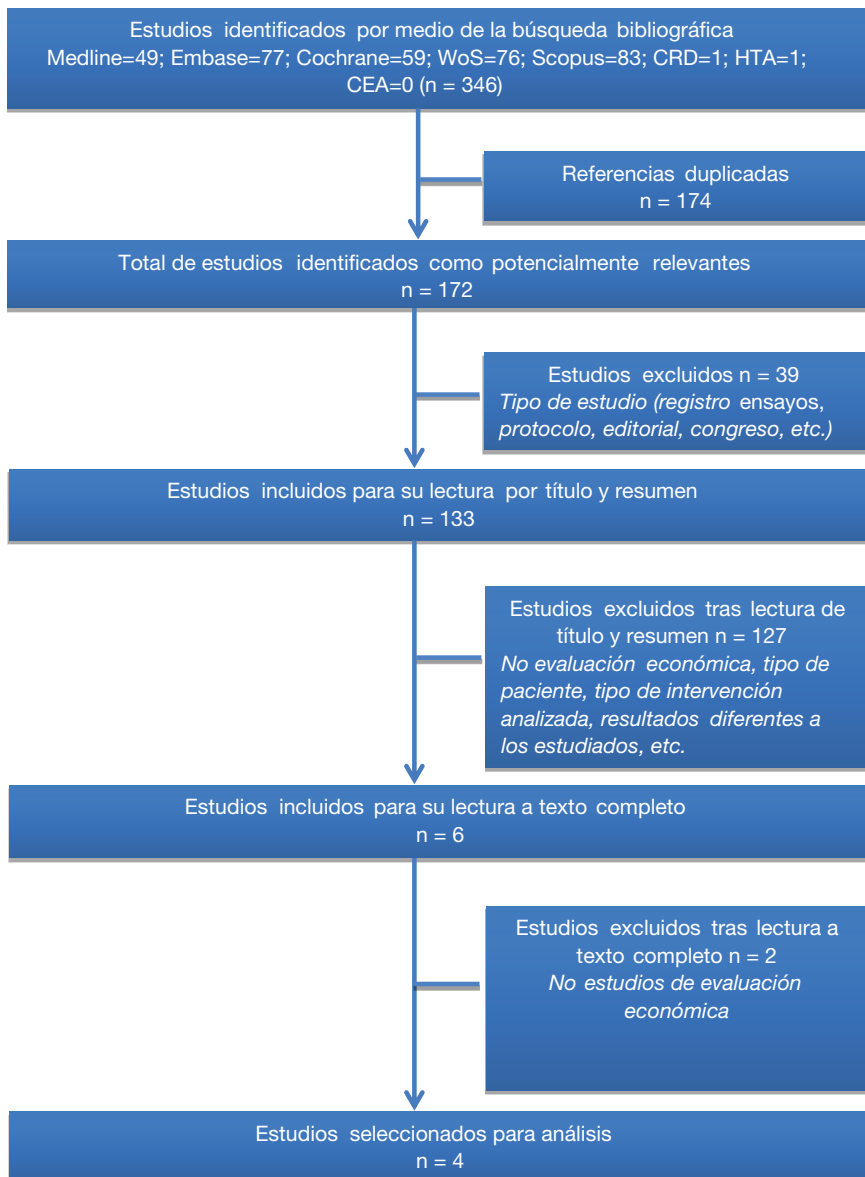 Estudios identificados por medio de la búsqueda bibliográfica
Medline=49; Embase=77; Cochrane=59; WoS=76; Scopus=83; CRD=1; HTA=1;
CEA=0 (n = 346)
Referencias duplicadas
n = 174
Total de estudios identificados como potencialmente relevantes
n = 172
Estudios excluidos n = 39
Tipo de estudio (registro ensayos,
protocolo, editorial, congreso, etc.)
Estudios incluidos para su lectura por título y resumen
n = 133
Estudios excluidos tras lectura de
título y resumen n = 127
No evaluación económica, tipo de
paciente, tipo de intervención
analizada, resultados diferentes a
los estudiados, etc.
Estudios incluidos para su lectura a texto completo
n = 6
Estudios excluidos tras lectura a
texto completo n = 2
No estudios de evaluación
económica
Estudios seleccionados para análisis
n = 4